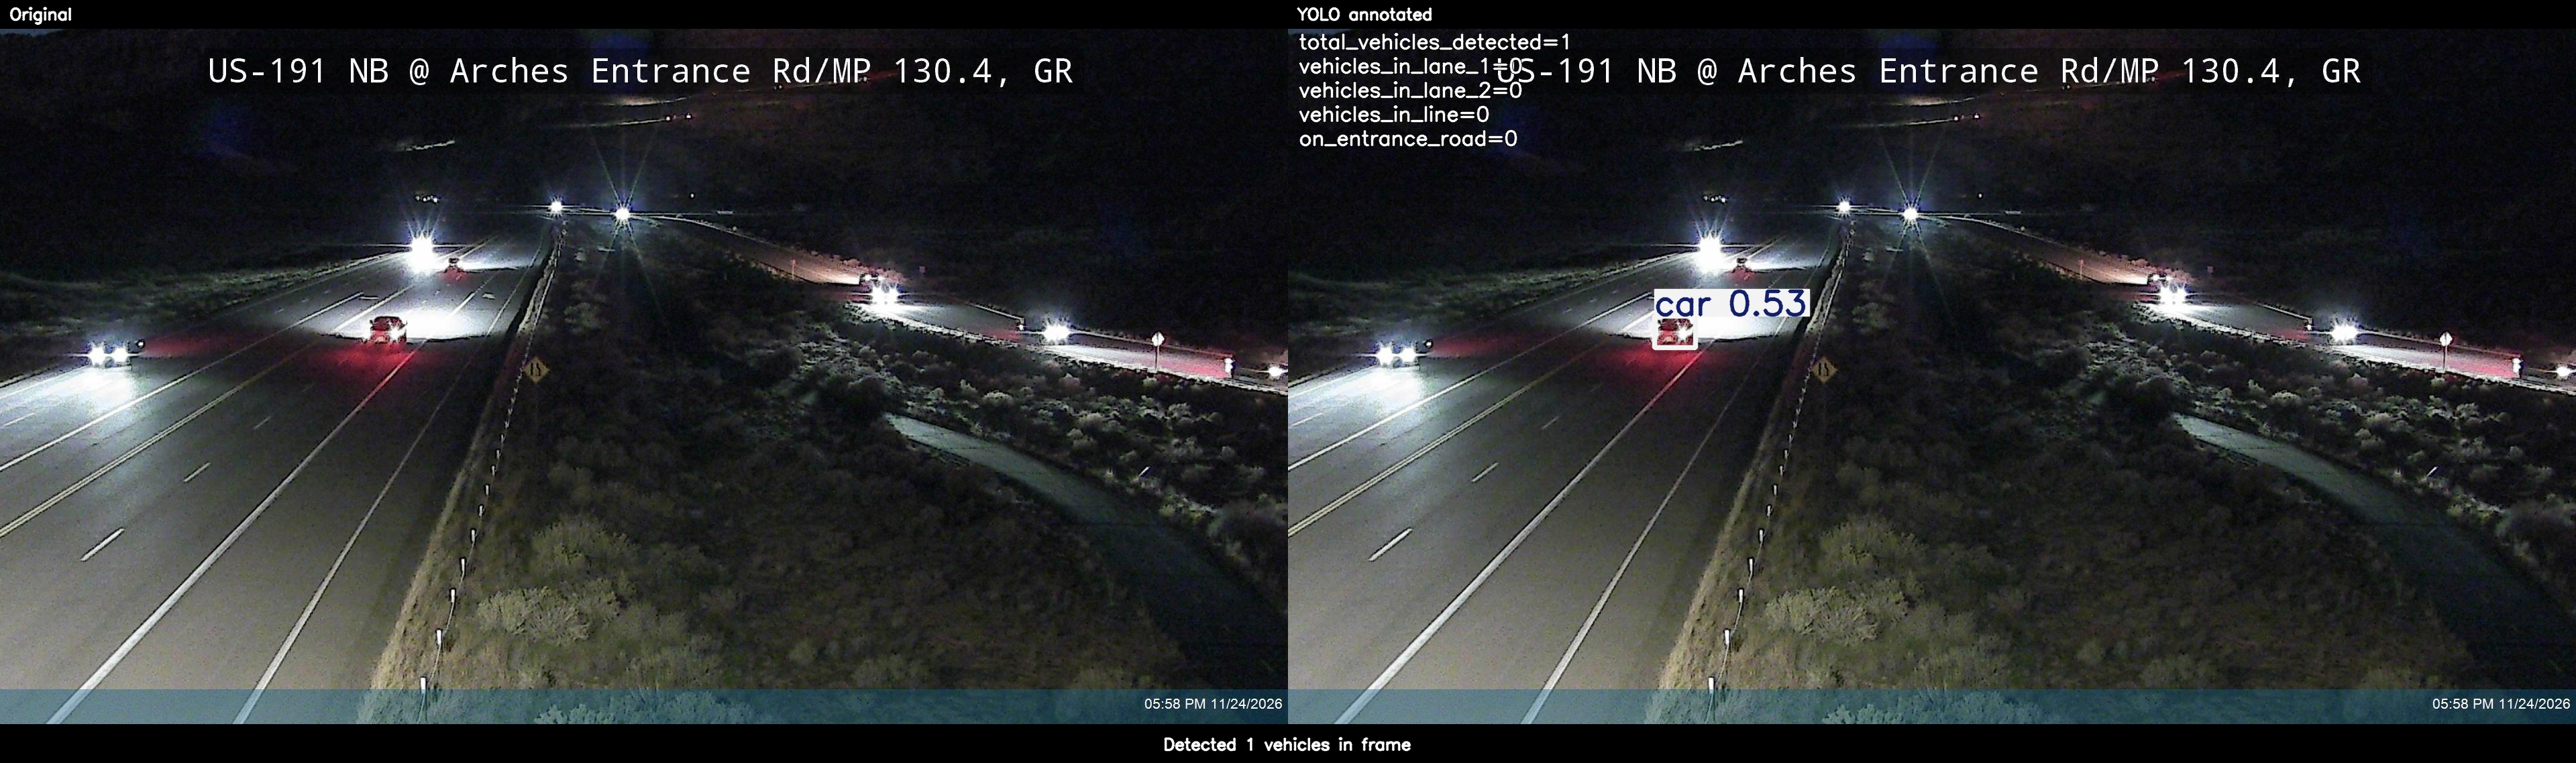 Original
US-191 NB @ Arches Entrance Rd/MP 130.4, GR
05:58 PM 11/24/2026
YOLO annotated
total_vehicles_detected=1
vehicles_in_lane_1=0
US-191 NB @ Arches Entrance Rd/MP 130.4, GR
vehicles_in_lane_2=0
vehicles_in_line=0
on_entrance_road=0
car 0.53
05:58 PM 11/24/2026
Detected 1 vehicles in frame